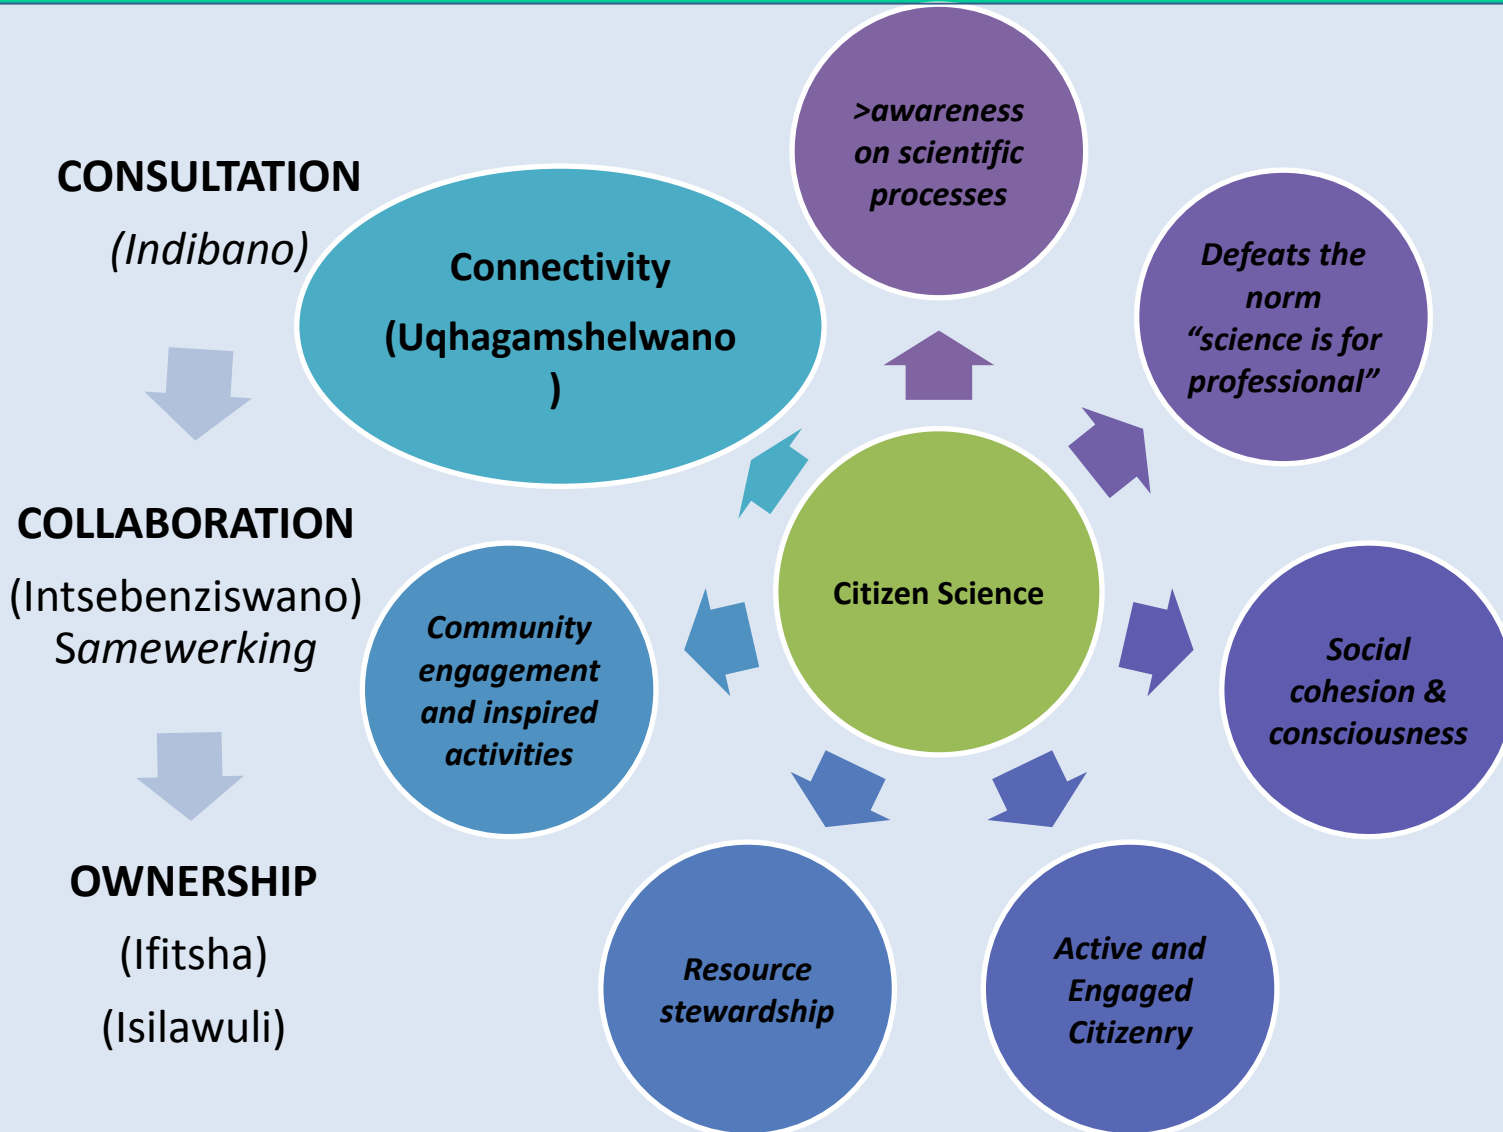 CONSULTATION
(Indibano)
COLLABORATION
(Intsebenziswano)
Samewerking
OWNERSHIP
(Ifitsha)
(Isilawuli)
Connectivity
(Uqhagamshelwano
)
>awareness
on scientific
processes
Defeats the
norm
“science is for
professional”
Citizen Science
Social
cohesion &
consciousness
Active and
Engaged
Citizenry
Resource
stewardship
Community
engagement
and inspired
activities